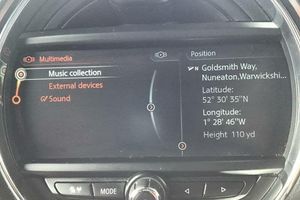 Multimedia
Music collection
External devices
Sound
Position
Goldsmith Way,
Nuneaton,Warwickshi...
Latitude:
52° 30' 35"N
Longitude:
1° 28' 46"W
Height 110 yd
MODE